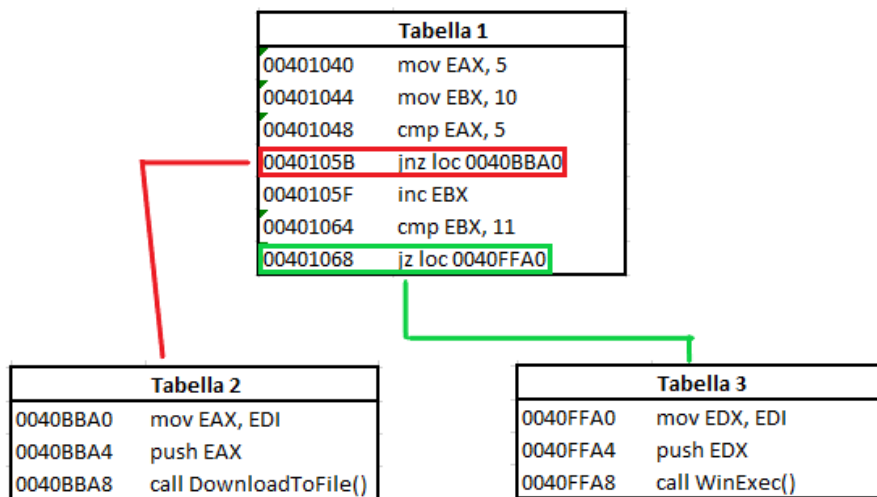 Tabella 1
00401040 mov EAX, 5
00401044 mov EBX, 10
00401048 cmp EAX, 5
0040105B jnz loc 0040BBA0
0040105F inc EBX
00401064 cmp EBX, 11
00401068 jz loc 0040FFA0
Tabella 2
0040BBA0 mov EAX, EDI
0040BBA4 push EAX
0040BBA8 call DownloadToFile()
Tabella 3
0040FFA0 mov EDX, EDI
0040FFA4 push EDX
0040FFA8 call WinExec()